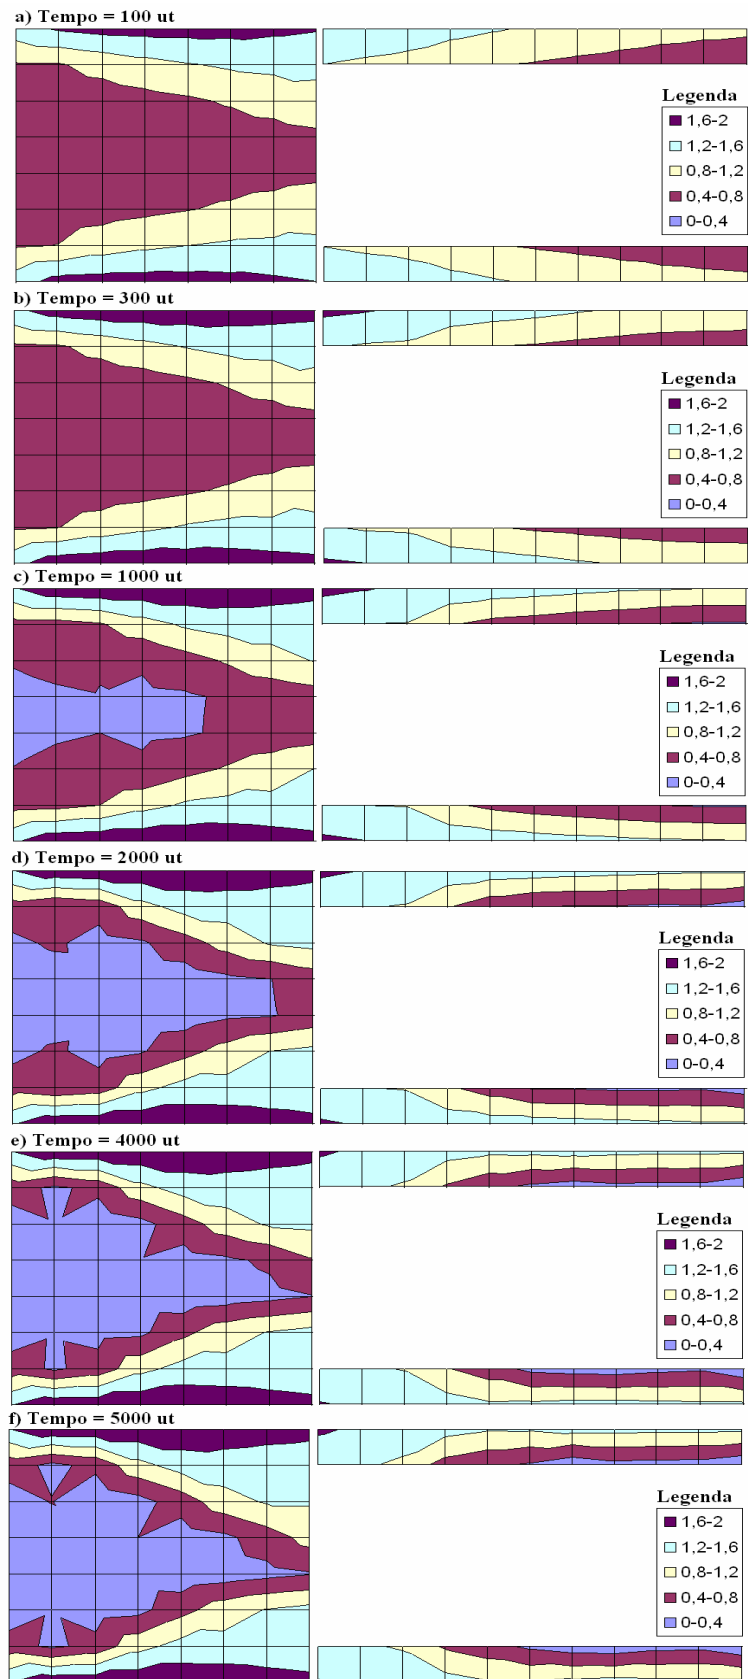 a) Tempo = 100 ut
Legenda
1,6-2
1,2-1,6
0,8-1,2
0,4-0,8
0-0,4
b) Tempo = 300 ut
Legenda
1,6-2
1,2-1,6
0,8-1,2
0,4-0,8
0-0,4
c) Tempo = 1000 ut
Legenda
1,6-2
1,2-1,6
0,8-1,2
0,4-0,8
0-0,4
d) Tempo = 2000 ut
Legenda
1,6-2
1,2-1,6
0,8-1,2
0,4-0,8
0-0,4
e) Tempo = 4000 ut
Legenda
1,6-2
1,2-1,6
0,8-1,2
0,4-0,8
0-0,4
f) Tempo = 5000 ut
Legenda
1,6-2
1,2-1,6
0,8-1,2
0,4-0,8
0-0,4